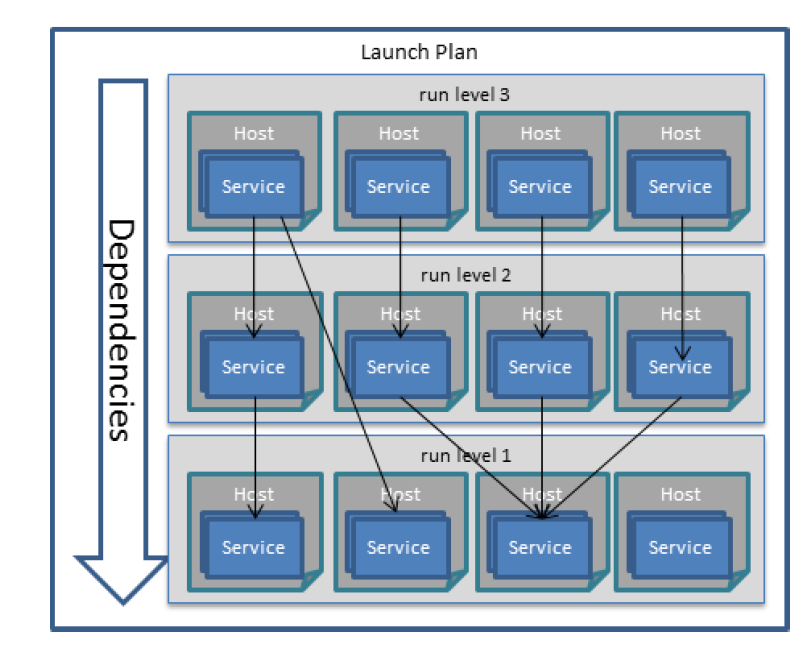 Launch Plan
Dependencies
run level 3
Host Host Host Host
Service Service Service Service
run level 2
Host Host Host Host
Service Service Service Service
run level 1
Host Host Host Host
Service Service Service Service